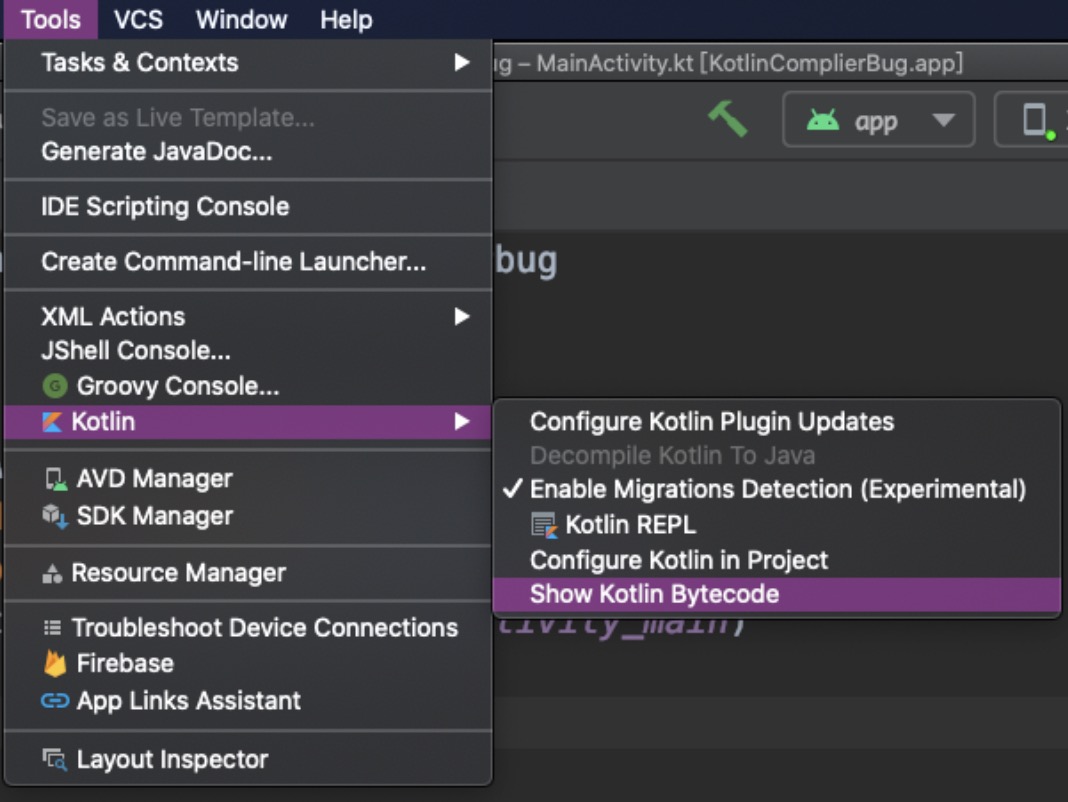 Tools VCS Window Help
Tasks & Contexts
ug – MainActivity.kt [KotlinComplierBug.app]
Save as Live Template...
Generate JavaDoc...
app
IDE Scripting Console
Create Command-line Launcher...
bug
XML Actions
JShell Console...
G Groovy Console...
Kotlin
Configure Kotlin Plugin Updates
Decompile Kotlin To Java
Enable Migrations Detection (Experimental)
Kotlin REPL
Configure Kotlin in Project
Show Kotlin Bytecode
tivity_main)
AVD Manager
SDK Manager
Resource Manager
Troubleshoot Device Connections
Firebase
App Links Assistant
Layout Inspector